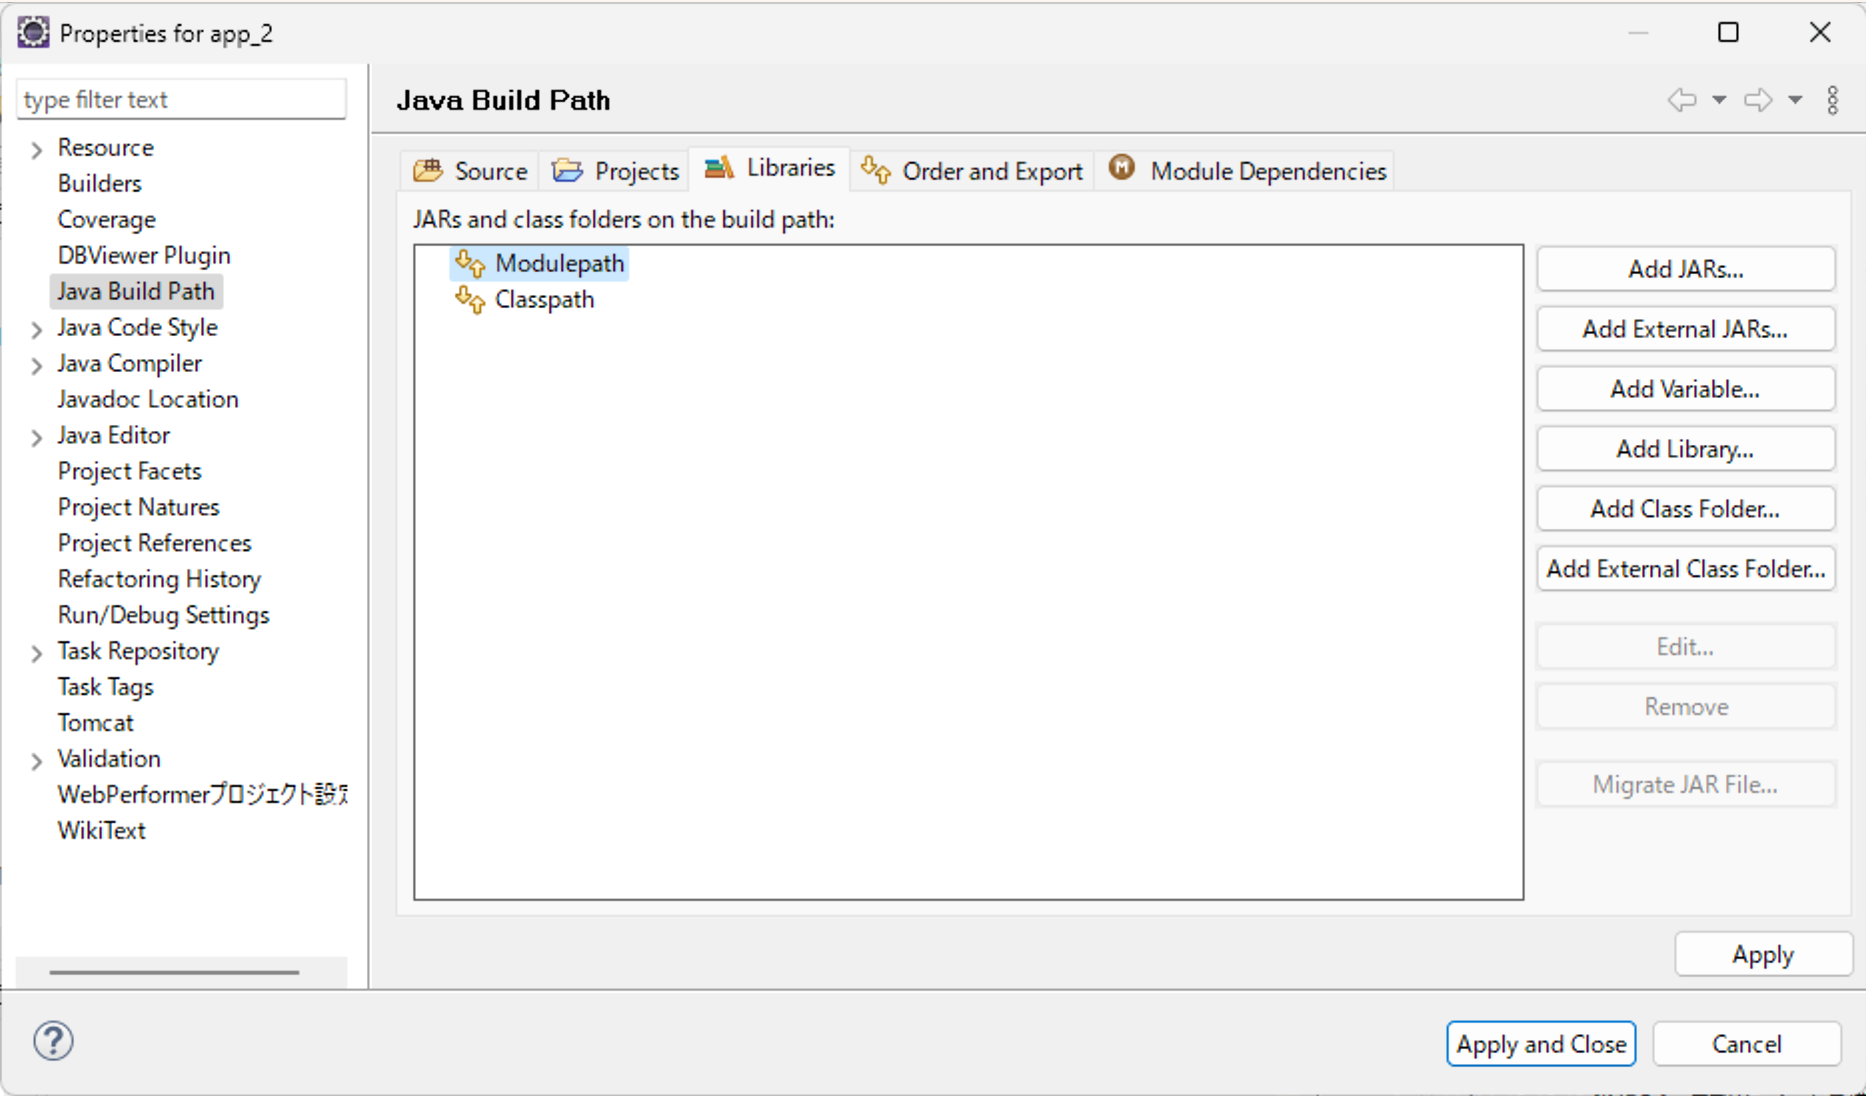 Properties for app_2
type filter text
Resource
Builders
Coverage
DBViewer Plugin
Java Build Path
Java Code Style
Java Compiler
Javadoc Location
Java Editor
Project Facets
Project Natures
Project References
Refactoring History
Run/Debug Settings
Task Repository
Task Tags
Tomcat
Validation
WebPerformerプロジェクト設定
WikiText
Java Build Path
Source
Projects
Libraries
Order and Export
Module Dependencies
JARs and class folders on the build path:
Modulepath
Classpath
Add JARs...
Add External JARs...
Add Variable...
Add Library...
Add Class Folder...
Add External Class Folder...
Edit...
Remove
Migrate JAR File...
Apply
Apply and Close
Cancel